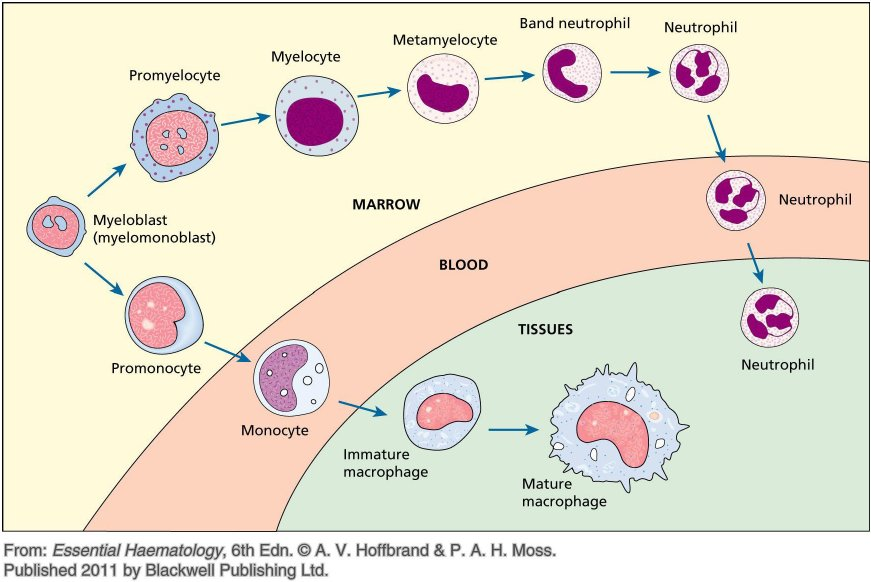 Promyelocyte
Myelocyte
Metamyelocyte
Band neutrophil
Neutrophil
Myeloblast
(myelomonoblast)
MARROW
Neutrophil
BLOOD
Promonocyte
TISSUES
Neutrophil
Monocyte
Immature
macrophage
Mature
macrophage
From: Essential Haematology, 6th Edn. © A. V. Hoffbrand & P. A. H. Moss.
Published 2011 by Blackwell Publishing Ltd.